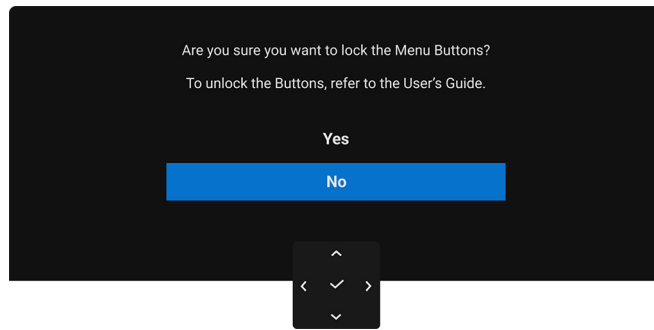 Are you sure you want to lock the Menu Buttons?
To unlock the Buttons, refer to the User’s Guide.
Yes
No